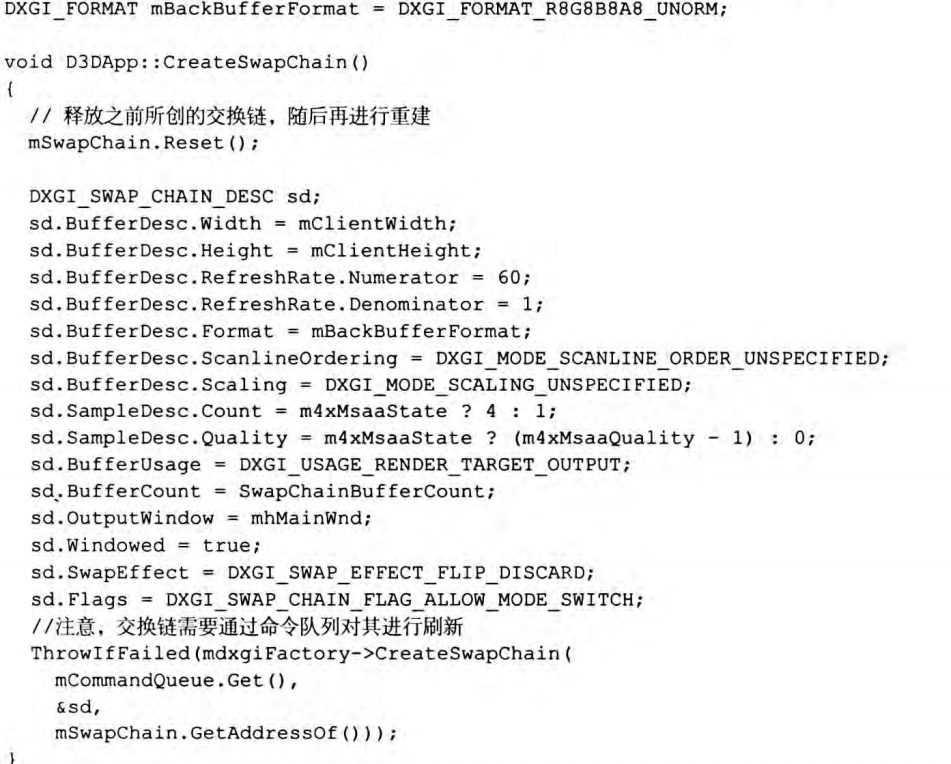 DXGI_FORMAT mBackBufferFormat = DXGI_FORMAT_R8G8B8A8_UNORM;

void D3DApp::CreateSwapChain()
{
  // 释放之前所创的交换链，随后再进行重建
  mSwapChain.Reset();

  DXGI_SWAP_CHAIN_DESC sd;
  sd.BufferDesc.Width = mClientWidth;
  sd.BufferDesc.Height = mClientHeight;
  sd.BufferDesc.RefreshRate.Numerator = 60;
  sd.BufferDesc.RefreshRate.Denominator = 1;
  sd.BufferDesc.Format = mBackBufferFormat;
  sd.BufferDesc.ScanlineOrdering = DXGI_MODE_SCANLINE_ORDER_UNSPECIFIED;
  sd.BufferDesc.Scaling = DXGI_MODE_SCALING_UNSPECIFIED;
  sd.SampleDesc.Count = m4xMsaaState ? 4 : 1;
  sd.SampleDesc.Quality = m4xMsaaState ? (m4xMsaaQuality - 1) : 0;
  sd.BufferUsage = DXGI_USAGE_RENDER_TARGET_OUTPUT;
  sd.BufferCount = SwapChainBufferCount;
  sd.OutputWindow = mhMainWnd;
  sd.Windowed = true;
  sd.SwapEffect = DXGI_SWAP_EFFECT_FLIP_DISCARD;
  sd.Flags = DXGI_SWAP_CHAIN_FLAG_ALLOW_MODE_SWITCH;
  //注意，交换链需要通过命令队列对其进行刷新
  ThrowIfFailed(mdxgiFactory->CreateSwapChain(
    mCommandQueue.Get(),
    &sd,
    mSwapChain.GetAddressOf()));
}